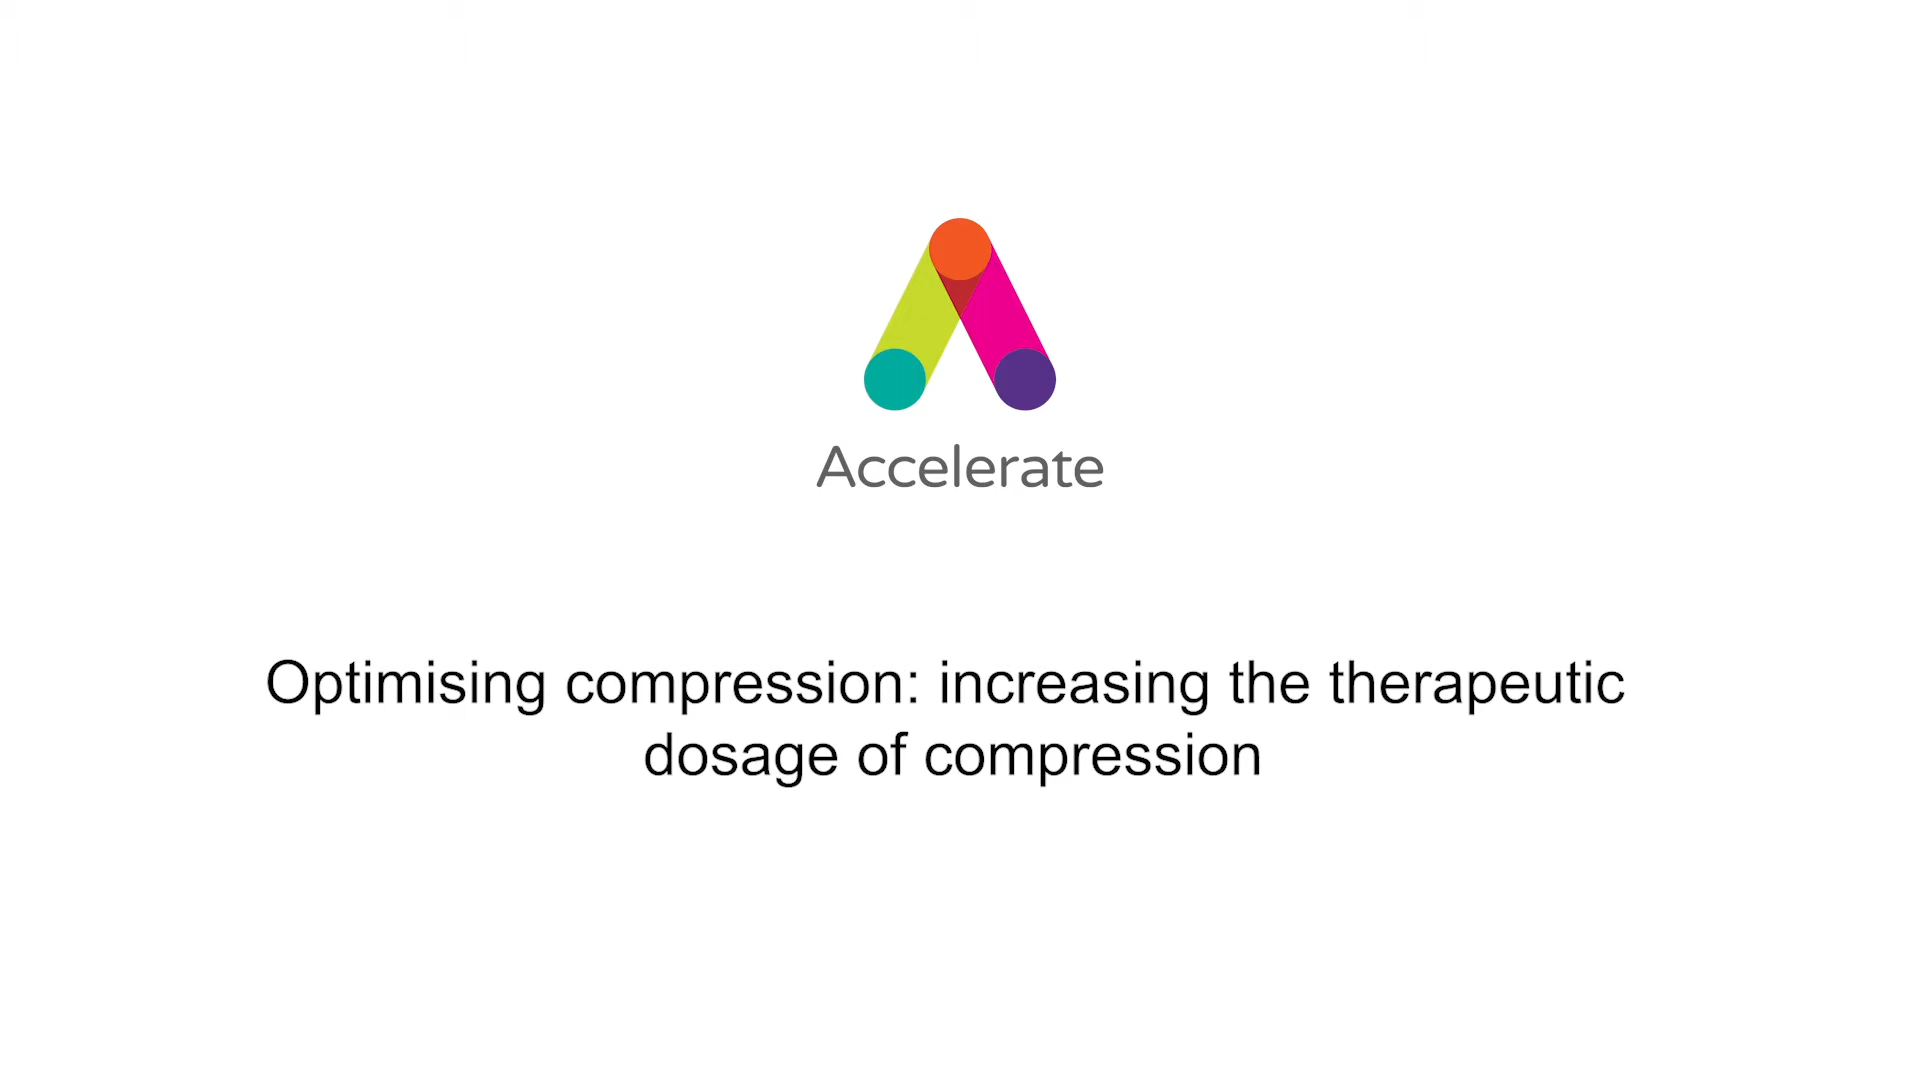 Accelerate
Optimising compression: increasing the therapeutic
dosage of compression